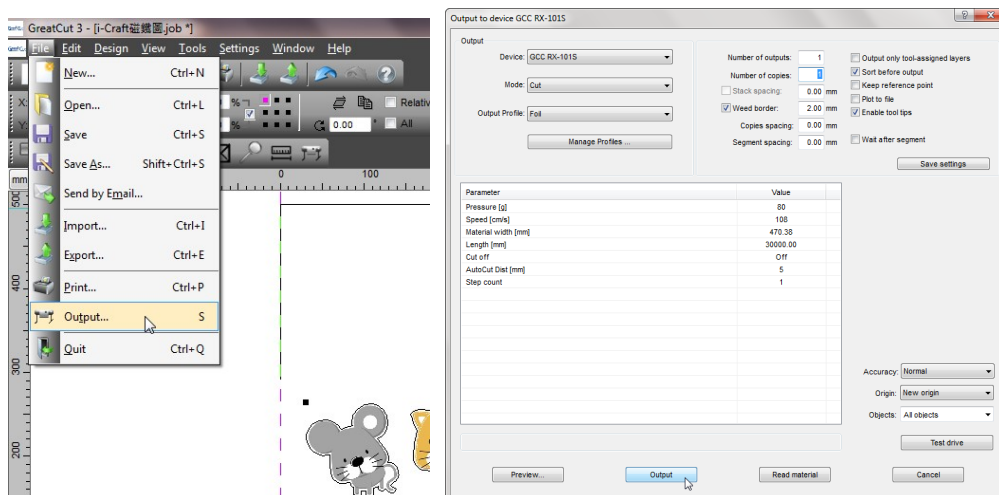 GreatCut 3 - [i-Craft磁鐵圖.job *]
File Edit Design View Tools Settings Window Help
New... Ctrl+N
Open... Ctrl+L
Save Ctrl+S
Save As... Shift+Ctrl+S
Send by Email...
Import... Ctrl+I
Export... Ctrl+E
Print... Ctrl+P
Output... S
Quit Ctrl+Q
X:
Y:
%
%
0.00 °
Relativ
All
mm
0 100
500
400
300
200
Output to device GCC RX-101S
Output
Device: GCC RX-101S
Mode: Cut
Output Profile: Foil
Manage Profiles ...
Number of outputs: 1
Number of copies: 1
Stack spacing: 0.00 mm
Weed border: 2.00 mm
Copies spacing: 0.00 mm
Segment spacing: 0.00 mm
Output only tool-assigned layers
Sort before output
Keep reference point
Plot to file
Enable tool tips
Wait after segment
Save settings
Parameter Value
Pressure [g] 80
Speed [cm/s] 108
Material width [mm] 470.38
Length [mm] 30000.00
Cut off Off
AutoCut Dist [mm] 5
Step count 1
Accuracy: Normal
Origin: New origin
Objects: All objects
Test drive
Preview... Output Read material Cancel